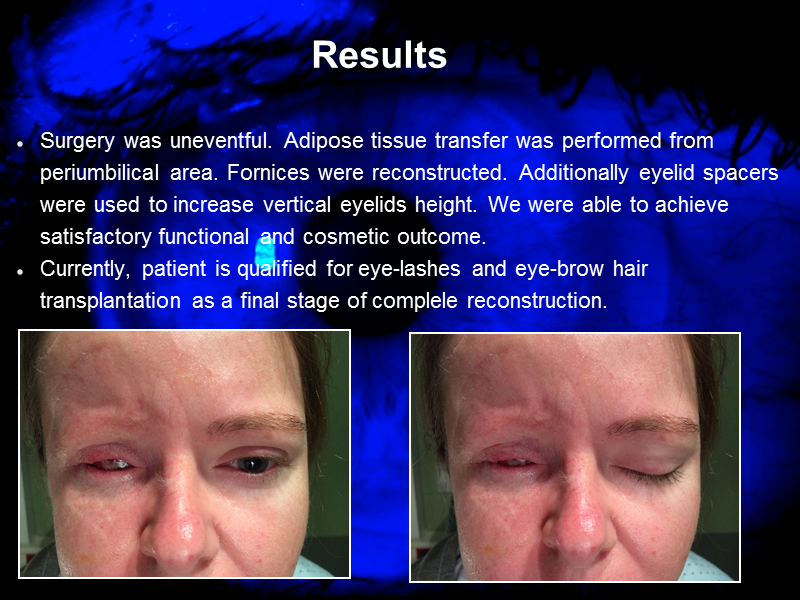 Results
Surgery was uneventful. Adipose tissue transfer was performed from
periumbilical area. Fornices were reconstructed. Additionally eyelid spacers
were used to increase vertical eyelids height. We were able to achieve
satisfactory functional and cosmetic outcome.
Currently, patient is qualified for eye-lashes and eye-brow hair
transplantation as a final stage of complele reconstruction.